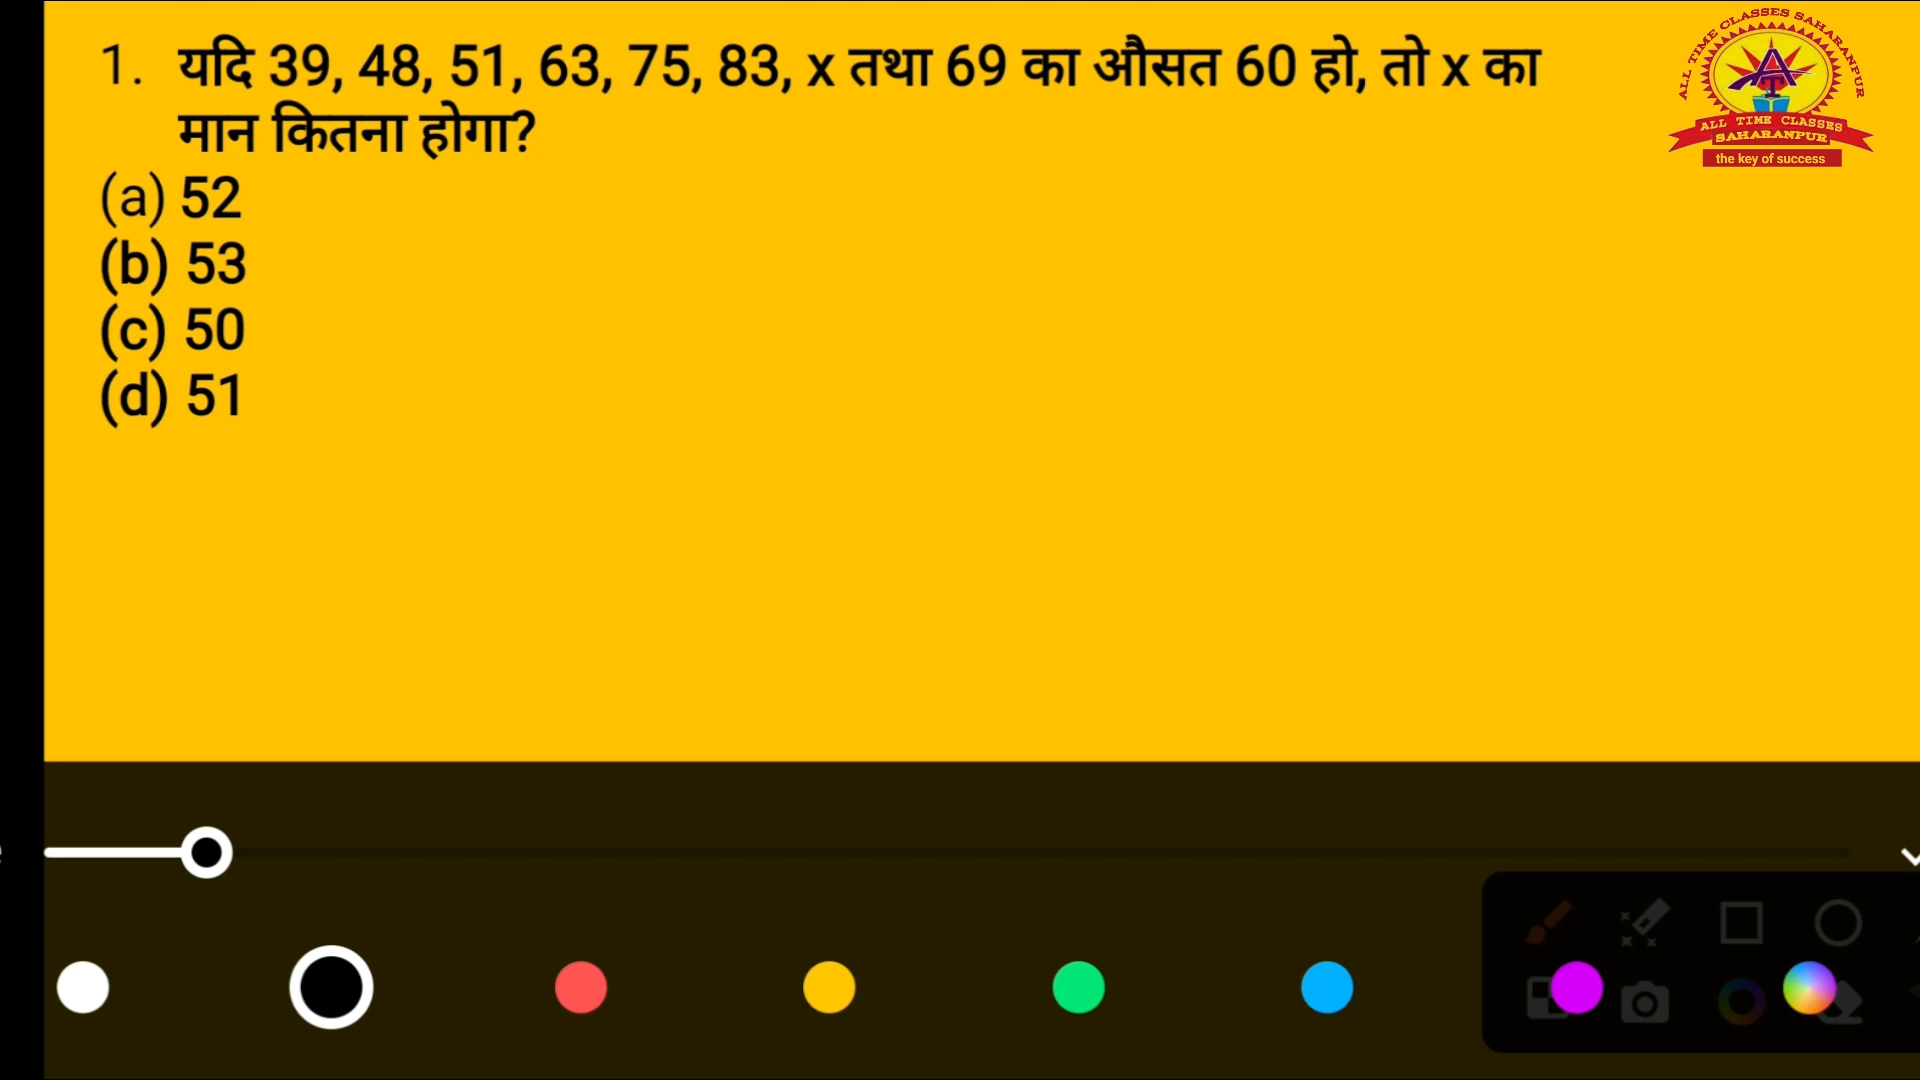 1. यदि 39, 48, 51, 63, 75, 83, x तथा 69 का औसत 60 हो, तो x का
मान कितना होगा?
(a) 52
(b) 53
(c) 50
(d) 51
ALL TIME CLASSES SAHARANPUR
AT
ALL TIME CLASSES
SAHARANPUR
the key of success